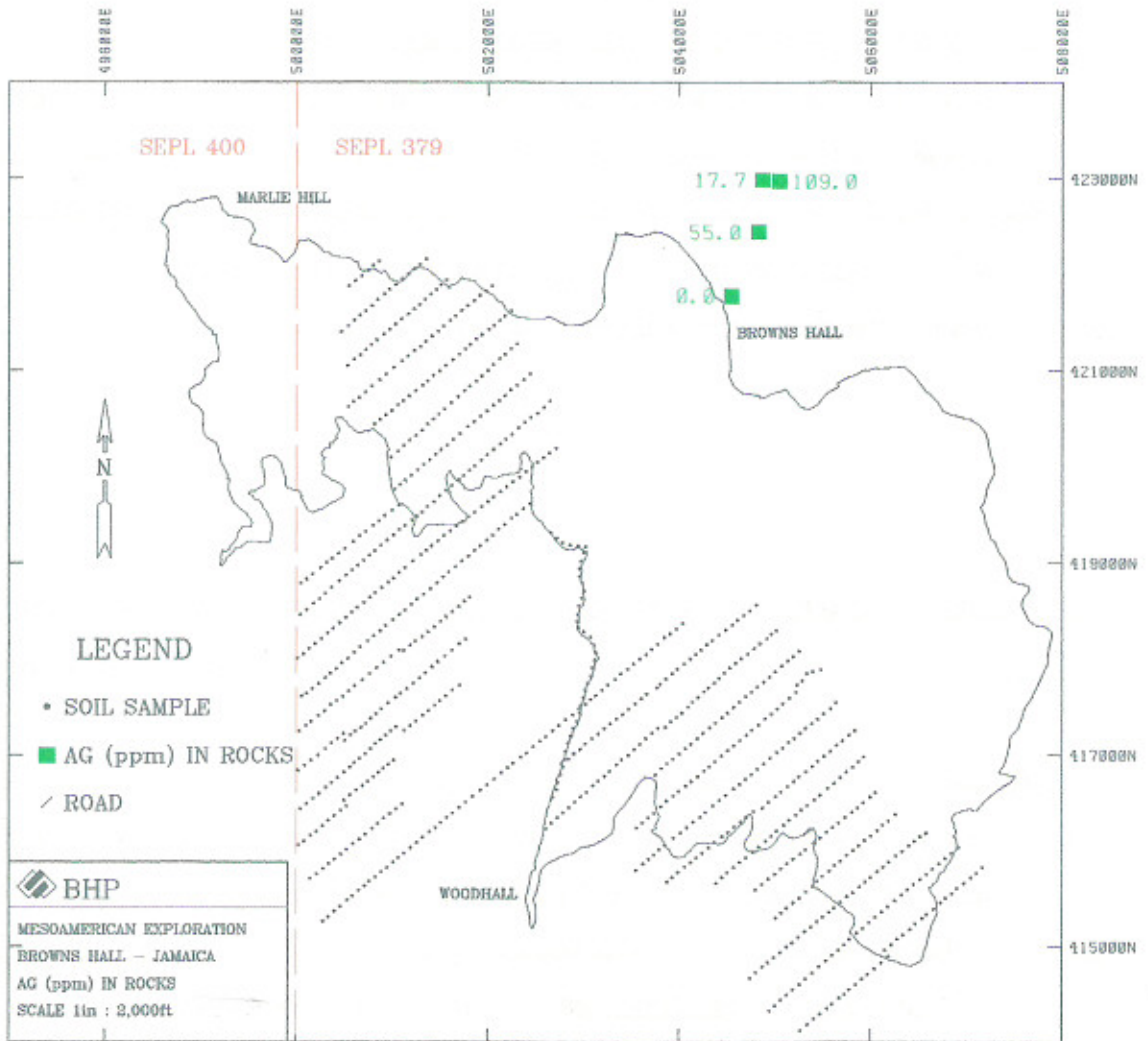 498000E
500000E
502000E
504000E
506000E
508000E
SEPL 400
SEPL 379
MARLIE HILL
17.7
109.0
423000N
55.0
0.0
BROWNS HALL
421000N
N
419000N
LEGEND
• SOIL SAMPLE
AG (ppm) IN ROCKS
ROAD
417000N
WOODHALL
415000N
BHP
MESOAMERICAN EXPLORATION
BROWNS HALL – JAMAICA
AG (ppm) IN ROCKS
SCALE 1in : 2,000ft